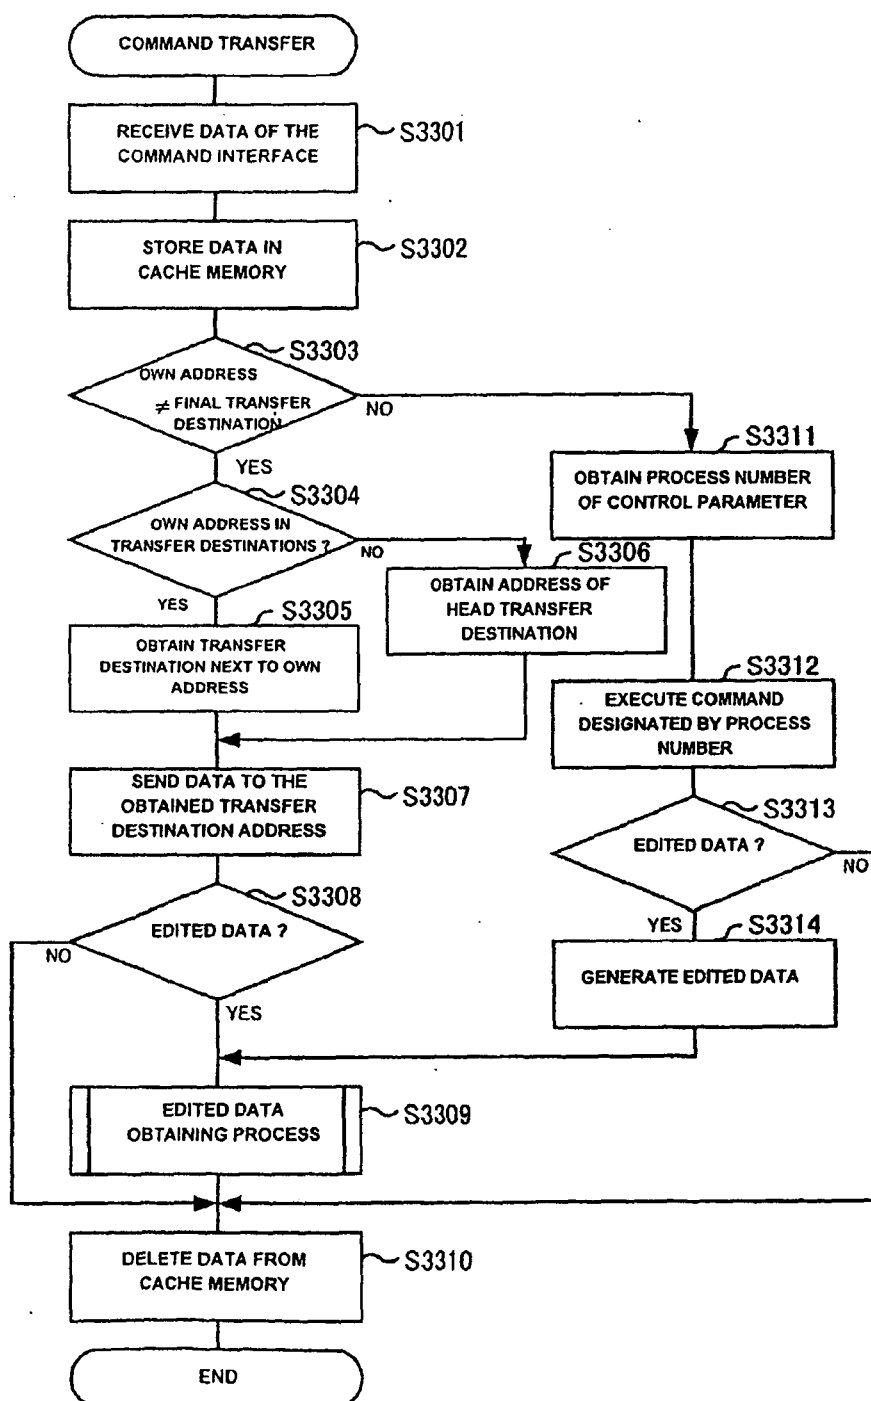 COMMAND TRANSFER
RECEIVE DATA OF THE
COMMAND INTERFACE
S3301
STORE DATA IN
CACHE MEMORY
S3302
S3303
OWN ADDRESS
≠ FINAL TRANSFER
DESTINATION
NO
YES
S3304
OWN ADDRESS IN
TRANSFER DESTINATIONS ?
NO
YES
S3305
OBTAIN TRANSFER
DESTINATION NEXT TO OWN
ADDRESS
S3306
OBTAIN ADDRESS OF
HEAD TRANSFER
DESTINATION
S3311
OBTAIN PROCESS NUMBER
OF CONTROL PARAMETER
S3312
EXECUTE COMMAND
DESIGNATED BY PROCESS
NUMBER
SEND DATA TO THE
OBTAINED TRANSFER
DESTINATION ADDRESS
S3307
S3313
EDITED DATA ?
NO
YES
S3308
EDITED DATA ?
NO
YES
S3314
GENERATE EDITED DATA
EDITED DATA
OBTAINING PROCESS
S3309
DELETE DATA FROM
CACHE MEMORY
S3310
END